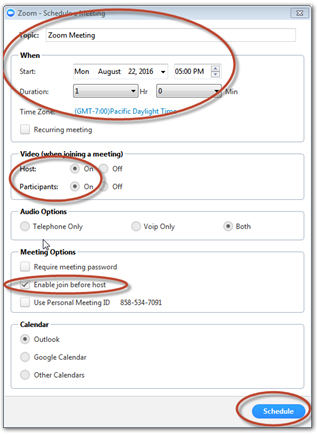 Zoom - Schedule a Meeting
Topic: Zoom Meeting
When
Start: Mon August 22, 2016 05:00 PM
Duration: 1 Hr 0 Min
Time Zone: (GMT-7:00)Pacific Daylight Time
Recurring meeting
Video (when joining a meeting)
Host: On Off
Participants: On Off
Audio Options
Telephone Only Voip Only Both
Meeting Options
Require meeting password
Enable join before host
Use Personal Meeting ID 858-534-7091
Calendar
Outlook
Google Calendar
Other Calendars
Schedule